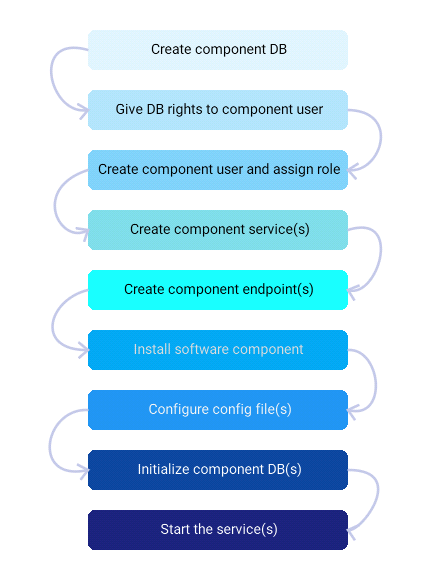 Create component DB
Give DB rights to component user
Create component user and assign role
Create component service(s)
Create component endpoint(s)
Install software component
Configure config file(s)
Initialize component DB(s)
Start the service(s)